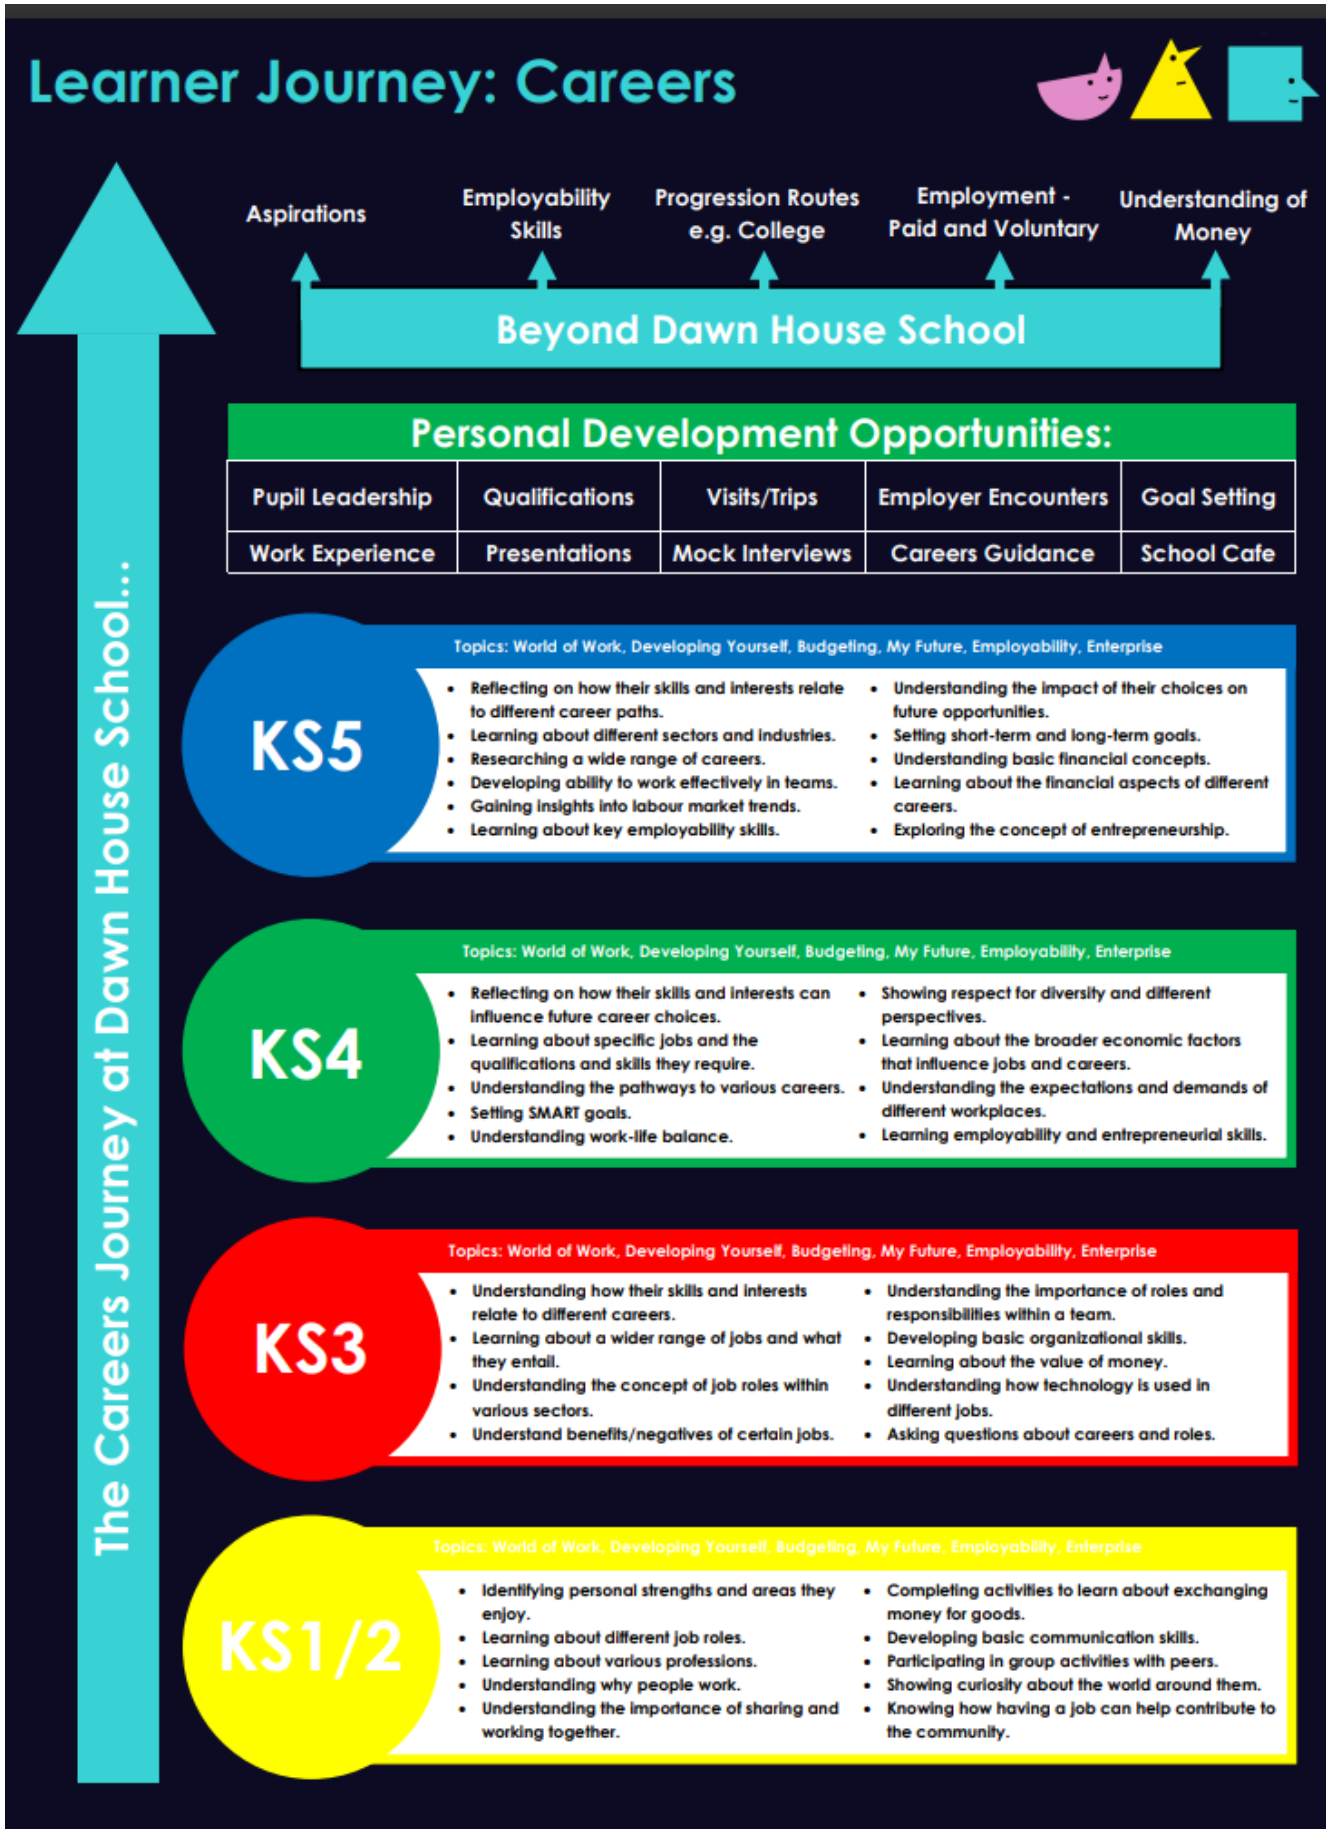 Learner Journey: Careers
Aspirations
Employability
Skills
Progression Routes
e.g. College
Employment -
Paid and Voluntary
Understanding of
Money
Beyond Dawn House School
Personal Development Opportunities:
Pupil Leadership
Qualifications
Visits/Trips
Employer Encounters
Goal Setting
Work Experience
Presentations
Mock Interviews
Careers Guidance
School Cafe
The Careers Journey at Dawn House School...
KS5
Topics: World of Work, Developing Yourself, Budgeting, My Future, Employability, Enterprise
• Reflecting on how their skills and interests relate
to different career paths.
• Learning about different sectors and industries.
• Researching a wide range of careers.
• Developing ability to work effectively in teams.
• Gaining insights into labour market trends.
• Learning about key employability skills.
• Understanding the impact of their choices on
future opportunities.
• Setting short-term and long-term goals.
• Understanding basic financial concepts.
• Learning about the financial aspects of different
careers.
• Exploring the concept of entrepreneurship.
KS4
Topics: World of Work, Developing Yourself, Budgeting, My Future, Employability, Enterprise
• Reflecting on how their skills and interests can
influence future career choices.
• Learning about specific jobs and the
qualifications and skills they require.
• Understanding the pathways to various careers.
• Setting SMART goals.
• Understanding work-life balance.
• Showing respect for diversity and different
perspectives.
• Learning about the broader economic factors
that influence jobs and careers.
• Understanding the expectations and demands of
different workplaces.
• Learning employability and entrepreneurial skills.
KS3
Topics: World of Work, Developing Yourself, Budgeting, My Future, Employability, Enterprise
• Understanding how their skills and interests
relate to different careers.
• Learning about a wider range of jobs and what
they entail.
• Understanding the concept of job roles within
various sectors.
• Understand benefits/negatives of certain jobs.
• Understanding the importance of roles and
responsibilities within a team.
• Developing basic organizational skills.
• Learning about the value of money.
• Understanding how technology is used in
different jobs.
• Asking questions about careers and roles.
KS1/2
Topics: World of Work, Developing Yourself, Budgeting, My Future, Employability, Enterprise
• Identifying personal strengths and areas they
enjoy.
• Learning about different job roles.
• Learning about various professions.
• Understanding why people work.
• Understanding the importance of sharing and
working together.
• Completing activities to learn about exchanging
money for goods.
• Developing basic communication skills.
• Participating in group activities with peers.
• Showing curiosity about the world around them.
• Knowing how having a job can help contribute to
the community.